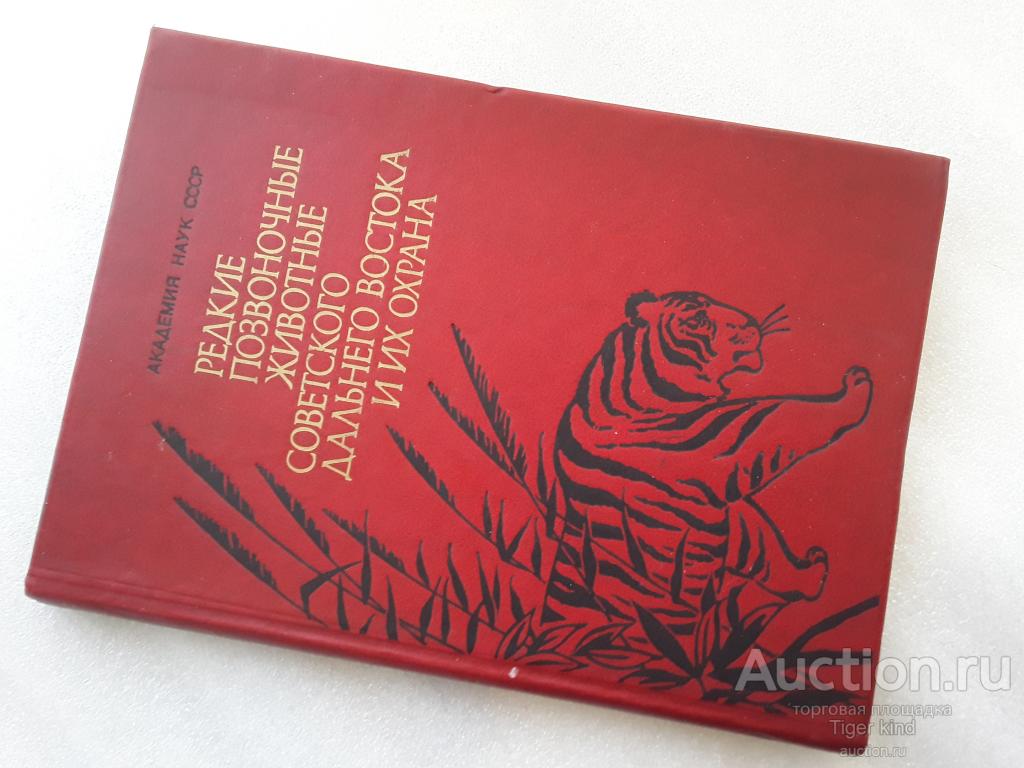 АКАДЕМИЯ НАУК СССР
РЕДКИЕ
ПОЗВОНОЧНЫЕ
ЖИВОТНЫЕ
СОВЕТСКОГО
ДАЛЬНЕГО ВОСТОКА
И ИХ ОХРАНА
Auction.ru
торговая площадка
Tiger kind
auction.ru